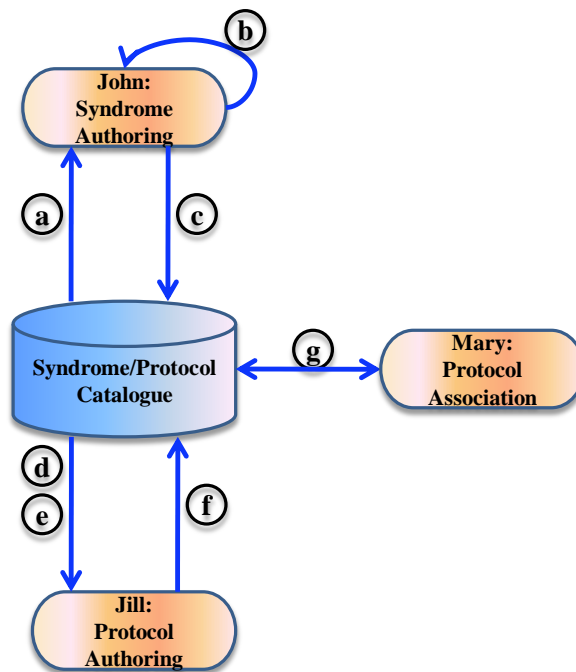 b
John:
Syndrome
Authoring
a
c
Syndrome/Protocol
Catalogue
g
Mary:
Protocol
Association
d
e
f
Jill:
Protocol
Authoring